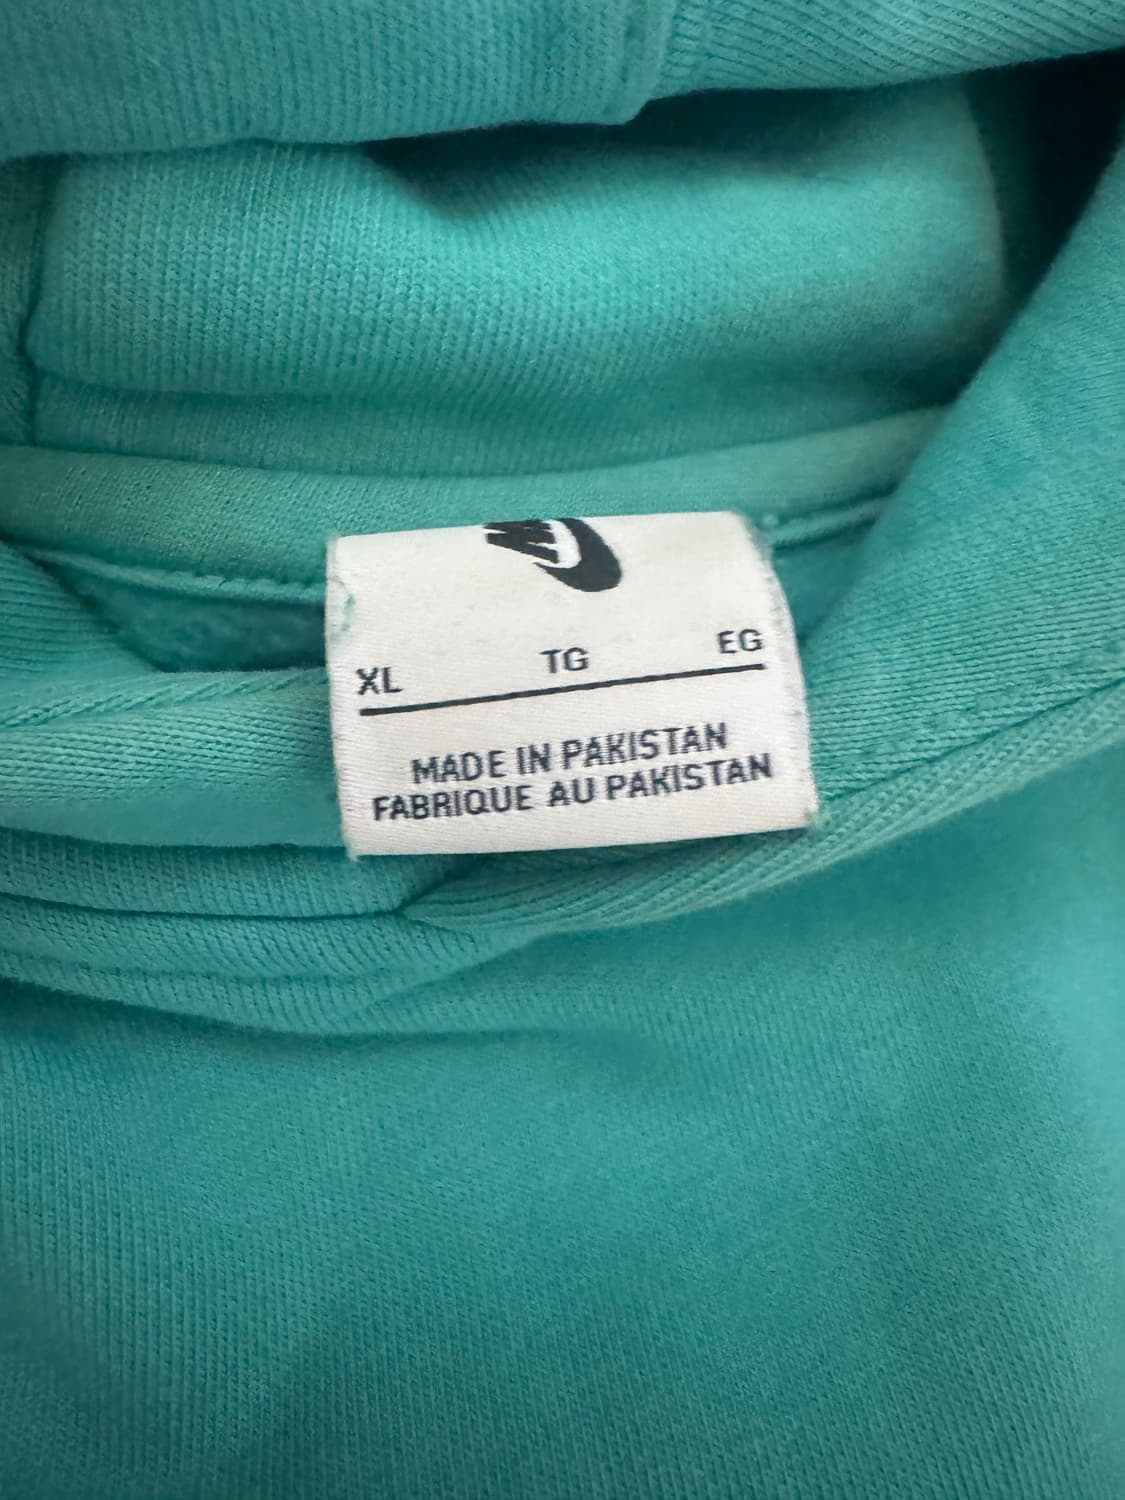 XL TG EG
MADE IN PAKISTAN
FABRIQUE AU PAKISTAN